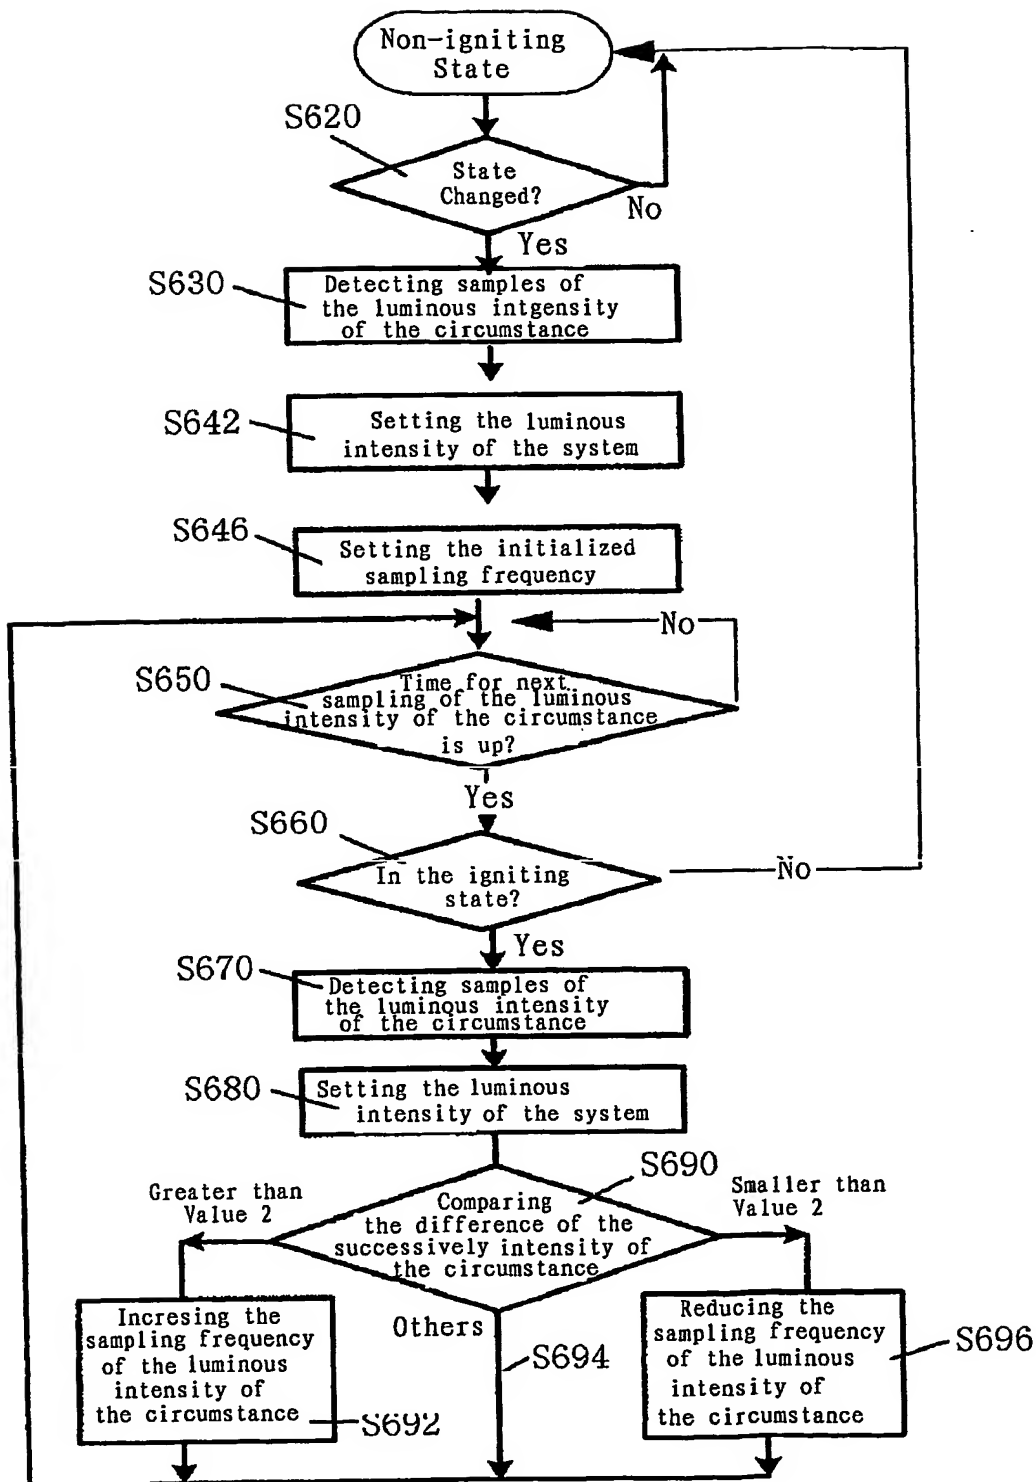 Non-igniting
State
S620
State
Changed?
No
Yes
S630
Detecting samples of
the luminous intgensity
of the circumstance
S642
Setting the luminous
intensity of the system
S646
Setting the initialized
sampling frequency
No
S650
Time for next
sampling of the luminous
intensity of the circumstance
is up?
Yes
S660
In the igniting
state?
No
Yes
S670
Detecting samples of
the luminous intensity
of the circumstance
S680
Setting the luminous
intensity of the system
S690
Greater than
Value 2
Comparing
the difference of the
successively intensity of
the circumstance
Smaller than
Value 2
Incresing the
sampling frequency
of the luminous
intensity of
the circumstance
S692
Others
S694
Reducing the
sampling frequency
of the luminous
intensity of
the circumstance
S696